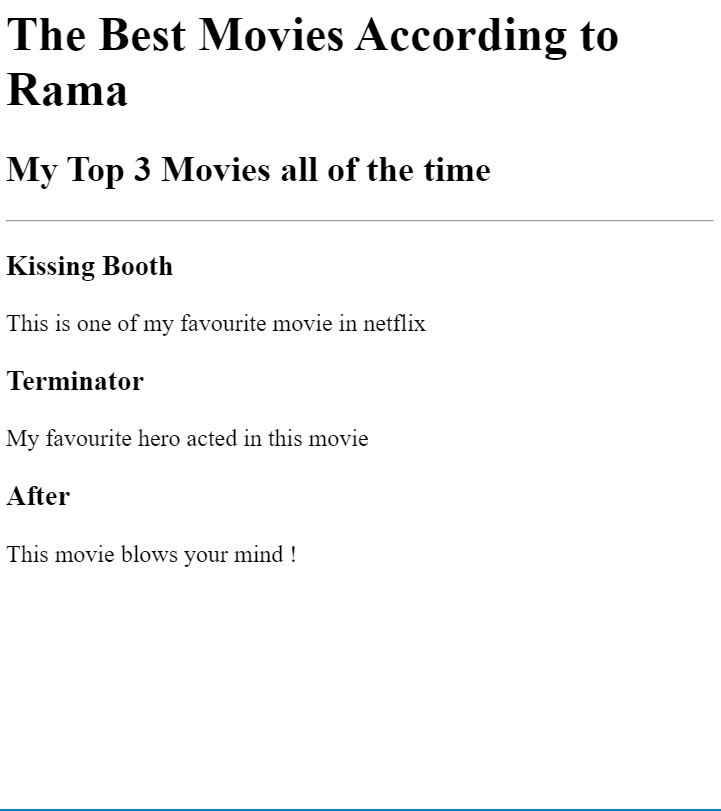 The Best Movies According to
Rama
My Top 3 Movies all of the time
Kissing Booth
This is one of my favourite movie in netflix
Terminator
My favourite hero acted in this movie
After
This movie blows your mind !